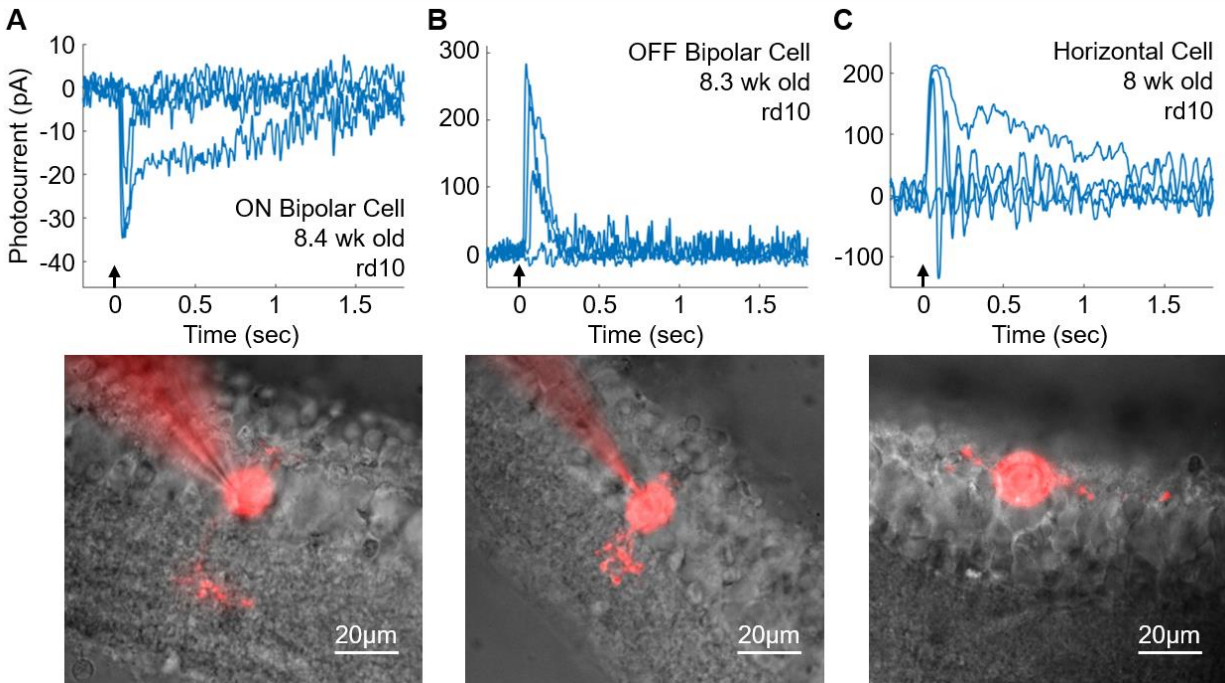 A
B
C
10
0
-10
-20
-30
-40
Photocurrent (pA)
ON Bipolar Cell
8.4 wk old
rd10
0
0.5
1
1.5
Time (sec)
300
200
100
0
OFF Bipolar Cell
8.3 wk old
rd10
0
0.5
1
1.5
Time (sec)
200
100
0
-100
Horizontal Cell
8 wk old
rd10
0
0.5
1
1.5
Time (sec)
20µm
20µm
20µm